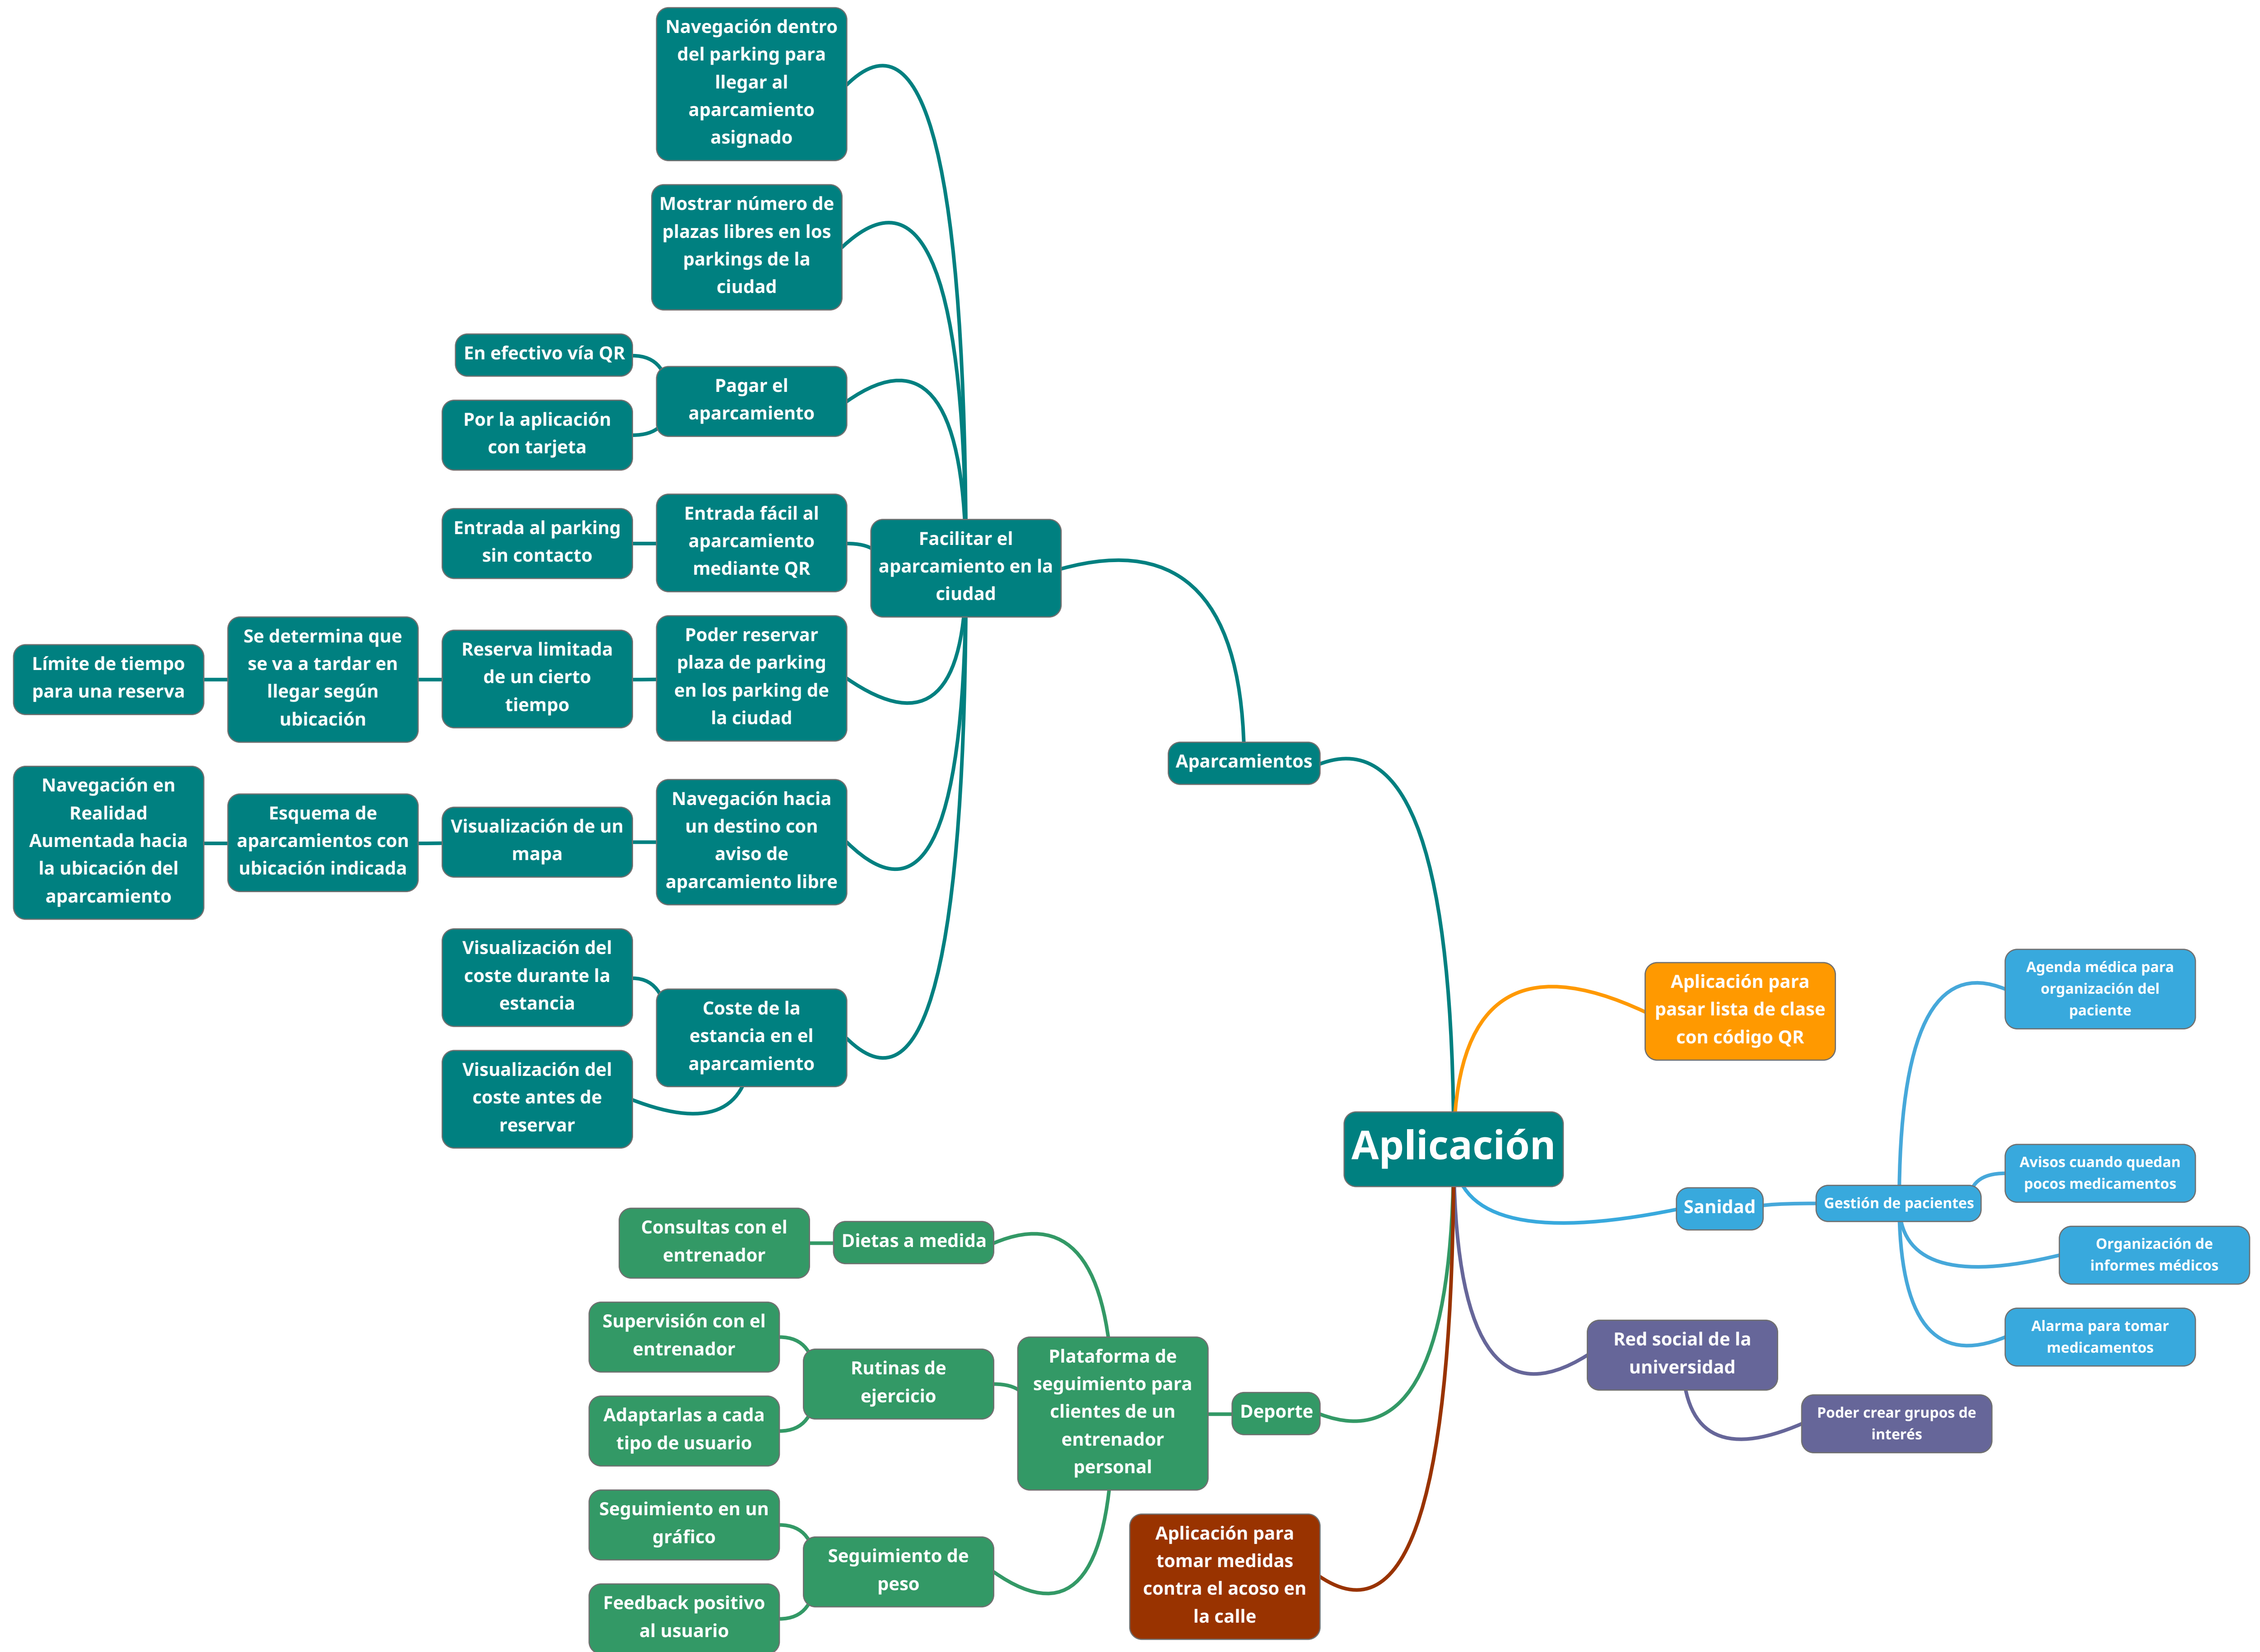 Navegación dentro
del parking para
llegar al
aparcamiento
asignado
Mostrar número de
plazas libres en los
parkings de la
ciudad
En efectivo vía QR
Por la aplicación
con tarjeta
Pagar el
aparcamiento
Entrada al parking
sin contacto
Entrada fácil al
aparcamiento
mediante QR
Facilitar el
aparcamiento en la
ciudad
Límite de tiempo
para una reserva
Se determina que
se va a tardar en
llegar según
ubicación
Reserva limitada
de un cierto
tiempo
Poder reservar
plaza de parking
en los parking de
la ciudad
Aparcamientos
Navegación en
Realidad
Aumentada hacia
la ubicación del
aparcamiento
Esquema de
aparcamientos con
ubicación indicada
Visualización de un
mapa
Navegación hacia
un destino con
aviso de
aparcamiento libre
Visualización del
coste durante la
estancia
Visualización del
coste antes de
reservar
Coste de la
estancia en el
aparcamiento
Aplicación para
pasar lista de clase
con código QR
Aplicación
Sanidad
Gestión de pacientes
Agenda médica para
organización del
paciente
Avisos cuando quedan
pocos medicamentos
Organización de
informes médicos
Alarma para tomar
medicamentos
Red social de la
universidad
Poder crear grupos de
interés
Consultas con el
entrenador
Dietas a medida
Supervisión con el
entrenador
Adaptarlas a cada
tipo de usuario
Rutinas de
ejercicio
Plataforma de
seguimiento para
clientes de un
entrenador
personal
Deporte
Seguimiento en un
gráfico
Feedback positivo
al usuario
Seguimiento de
peso
Aplicación para
tomar medidas
contra el acoso en
la calle